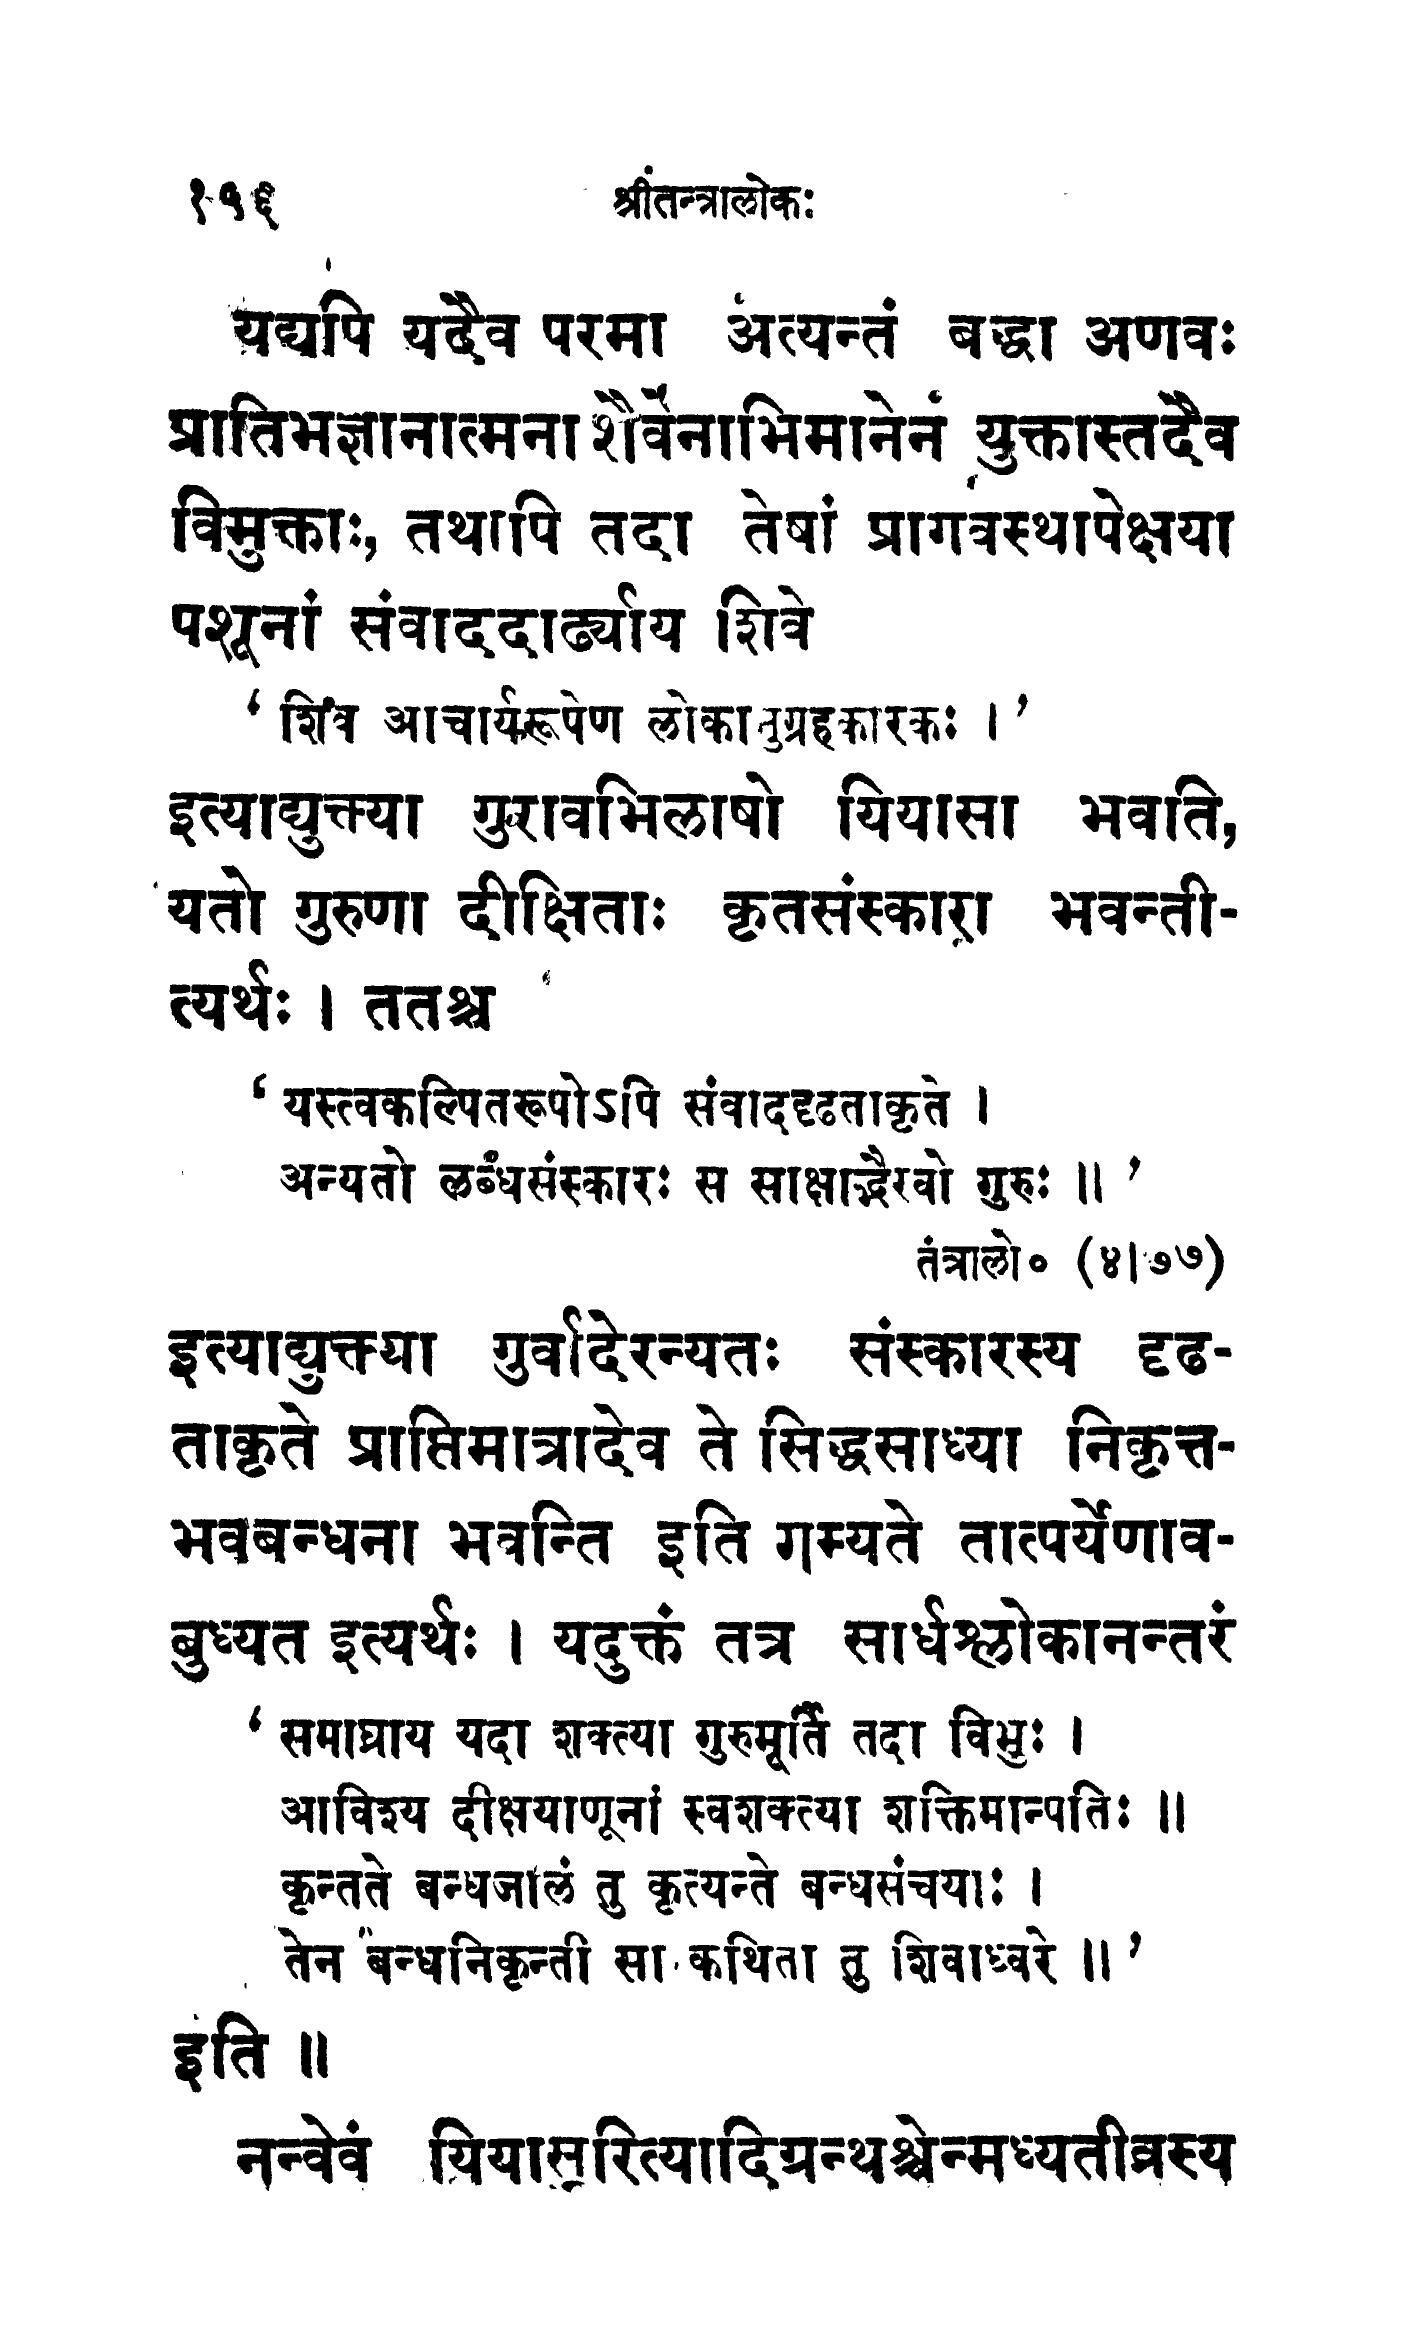 १५६ श्रीतन्त्रालोकः
यद्यपि यदैव परमा अत्यन्तं बद्धा अणवः
प्रातिभज्ञानात्मना शैवेनाभिमानेन युक्तास्तदैव
विमुक्ताः, तथापि तदा तेषां प्रागवस्थापेक्षया
पशूनां संवाददार्ढ्याय शिवे
‘ शिव आचार्यरूपेण लोकानुग्रहकारकः । ’
इत्याद्युक्त्या गुरावभिलाषो यियासा भवति,
यतो गुरुणा दीक्षिताः कृतसंस्कारा भवन्ती-
त्यर्थः । ततश्च
‘ यस्त्वकल्पितरूपोऽपि संवाददृढताकृते ।
अन्यतो लब्धसंस्कारः स साक्षाद्भैरवो गुरुः ॥ ’
तंत्रालो० (४।७७)
इत्याद्युक्त्या गुर्वादेरन्यतः संस्कारस्य दृढ-
ताकृते प्राप्तिमात्रादेव ते सिद्धसाध्या निकृत्त-
भवबन्धना भवन्ति इति गम्यते तात्पर्येणाव-
बुध्यत इत्यर्थः । यदुक्तं तत्र सार्धश्लोकानन्तरं
‘ समाघ्राय यदा शक्त्या गुरुमूर्ति तदा विभुः ।
आविश्य दीक्षयाणूनां स्वशक्त्या शक्तिमान्पतिः ॥
कृन्तते बन्धजालं तु कृत्यन्ते बन्धसंचयाः ।
तेन बन्धनिकृन्ती सा कथिता तु शिवाध्वरे ॥ ’
इति ॥
नन्वेवं यियासुरित्यादिग्रन्थश्चेन्मध्यतीव्रस्य